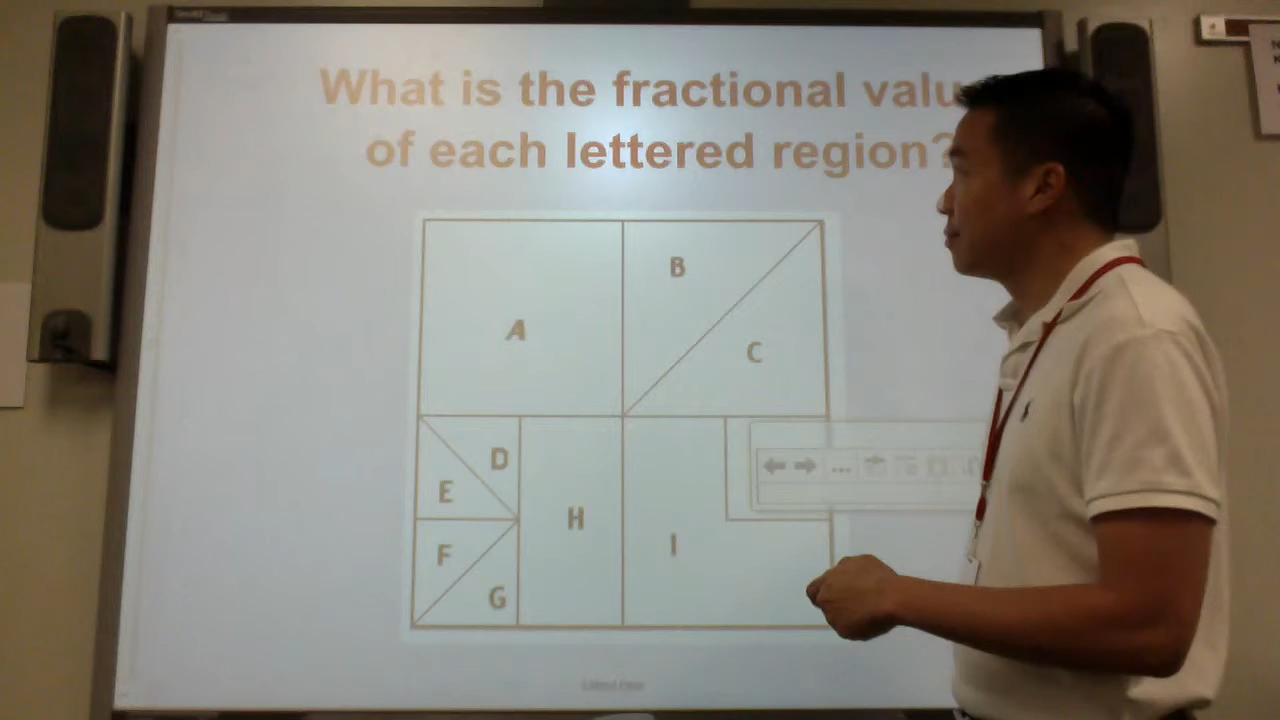 What is the fractional valu
of each lettered region?
B
A
C
D
E
H
F
I
G